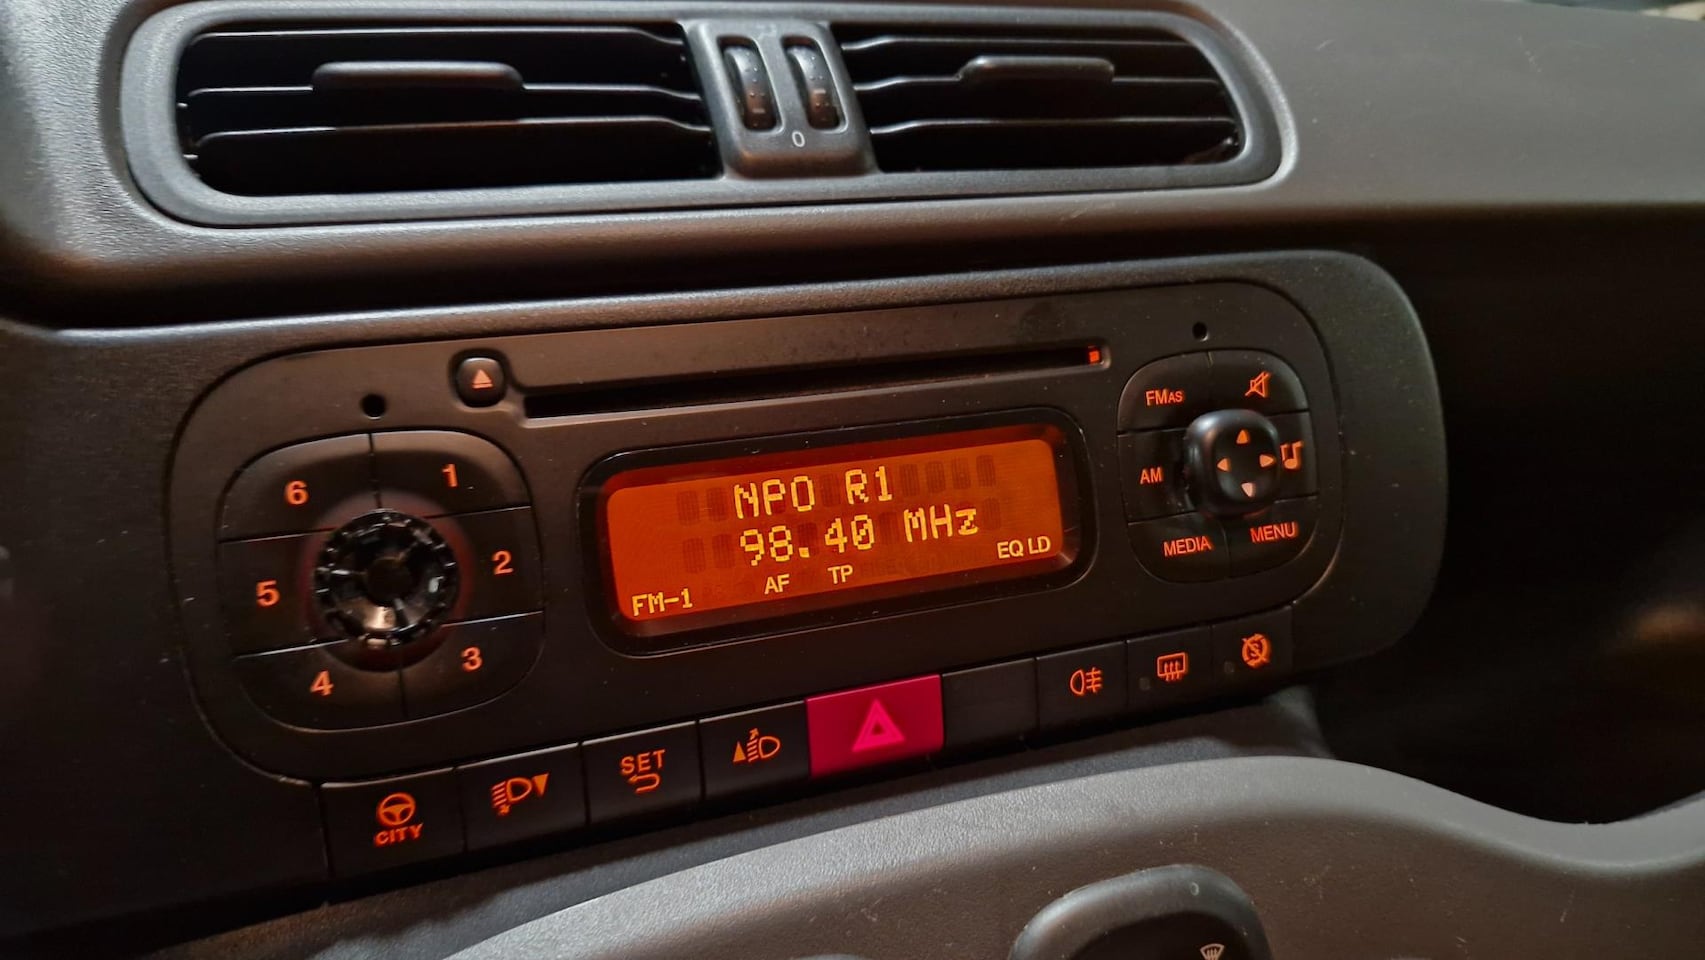 0
6 1
5 2
4 3
NPO R1
98.40 MHz
EQ LD
AF TP
FM-1
FMAS
AM
MEDIA MENU
SET
CITY